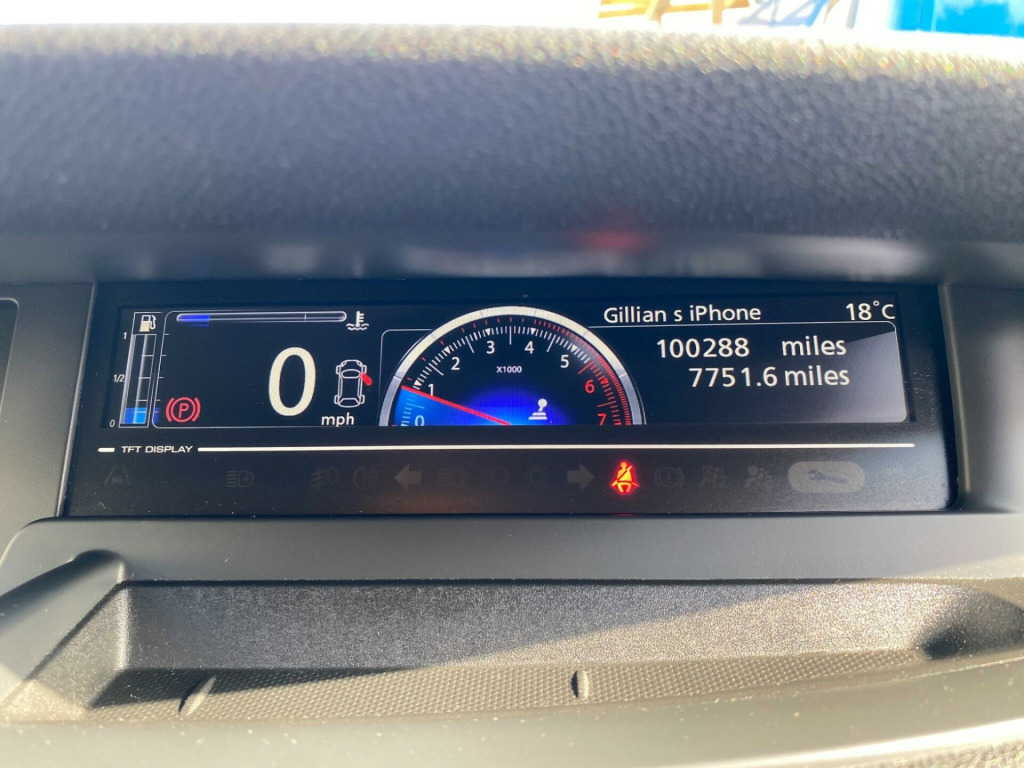 Gillian s iPhone 18°C
100288 miles
7751.6 miles
1
1/2
0
P
0
mph
0 1 2 3 4 5 6 7
X1000
TFT DISPLAY